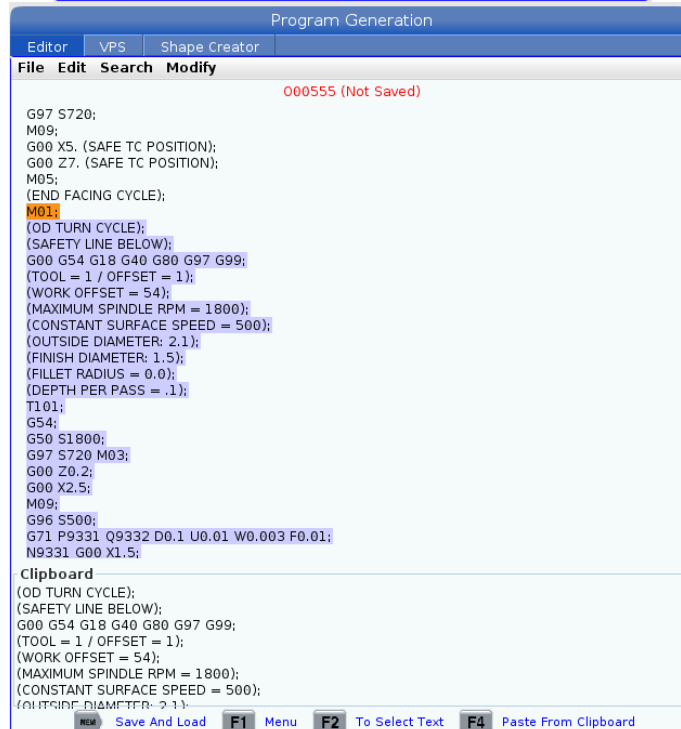 Program Generation
Editor VPS Shape Creator
File Edit Search Modify
O00555 (Not Saved)
G97 S720;
M09;
G00 X5. (SAFE TC POSITION);
G00 Z7. (SAFE TC POSITION);
M05;
(END FACING CYCLE);
M01;
(OD TURN CYCLE);
(SAFETY LINE BELOW);
G00 G54 G18 G40 G80 G97 G99;
(TOOL = 1 / OFFSET = 1);
(WORK OFFSET = 54);
(MAXIMUM SPINDLE RPM = 1800);
(CONSTANT SURFACE SPEED = 500);
(OUTSIDE DIAMETER: 2.1);
(FINISH DIAMETER: 1.5);
(FILLET RADIUS = 0.0);
(DEPTH PER PASS = .1);
T101;
G54;
G50 S1800;
G97 S720 M03;
G00 Z0.2;
G00 X2.5;
M09;
G96 S500;
G71 P9331 Q9332 D0.1 U0.01 W0.003 F0.01;
N9331 G00 X1.5;
Clipboard
(OD TURN CYCLE);
(SAFETY LINE BELOW);
G00 G54 G18 G40 G80 G97 G99;
(TOOL = 1 / OFFSET = 1);
(WORK OFFSET = 54);
(MAXIMUM SPINDLE RPM = 1800);
(CONSTANT SURFACE SPEED = 500);
(OUTSIDE DIAMETER: 2.1);
MEM Save And Load F1 Menu F2 To Select Text F4 Paste From Clipboard